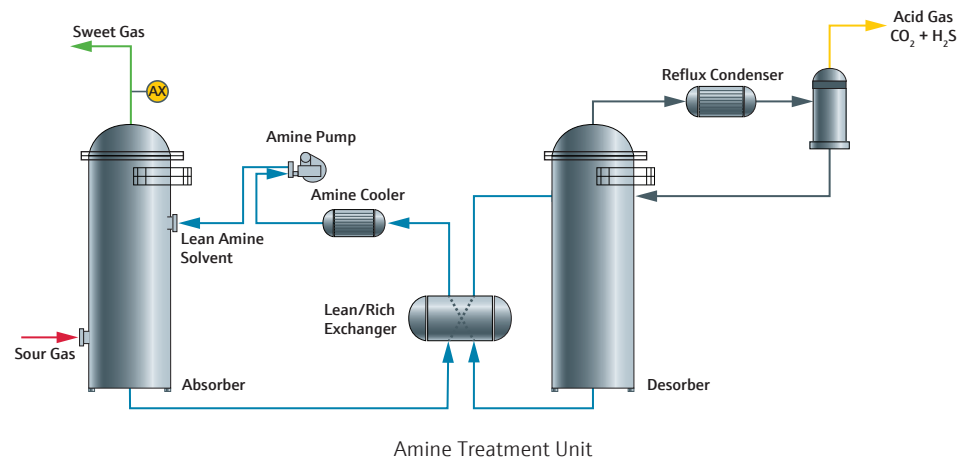 Sweet Gas
Acid Gas
CO₂ + H₂S
AX
Reflux Condenser
Amine Pump
Amine Cooler
Lean Amine
Solvent
Lean/Rich
Exchanger
Sour Gas
Absorber
Desorber
Amine Treatment Unit